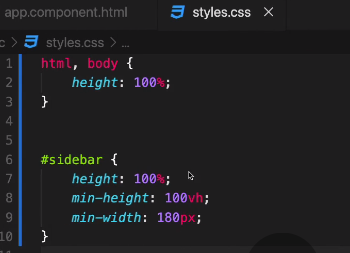 app.component.html
styles.css
c > styles.css > ...
1 html, body {
2 height: 100%;
3 }
4
5
6 #sidebar {
7 height: 100%;
8 min-height: 100vh;
9 min-width: 180px;
10 }